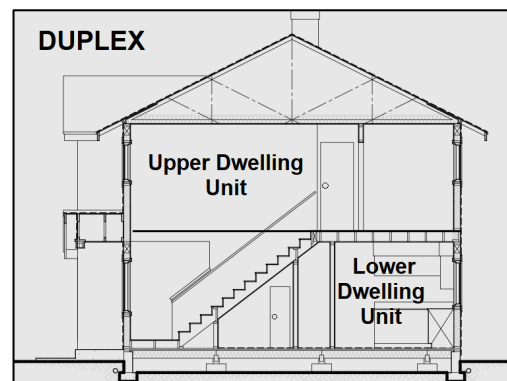 DUPLEX
Upper Dwelling
Unit
Lower
Dwelling
Unit